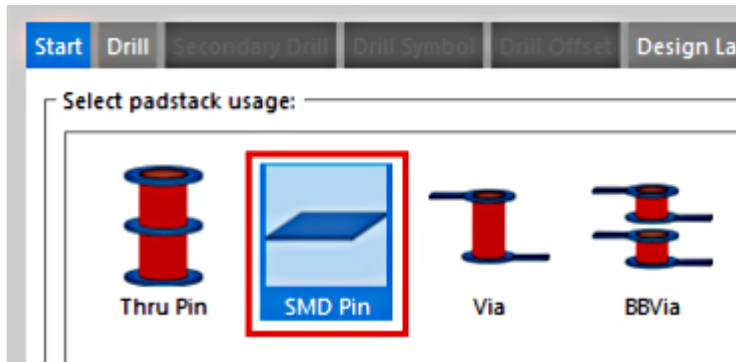 Start Drill Secondary Drill Drill Symbol Drill Offset Design La
Select padstack usage:
Thru Pin SMD Pin Via BBVia